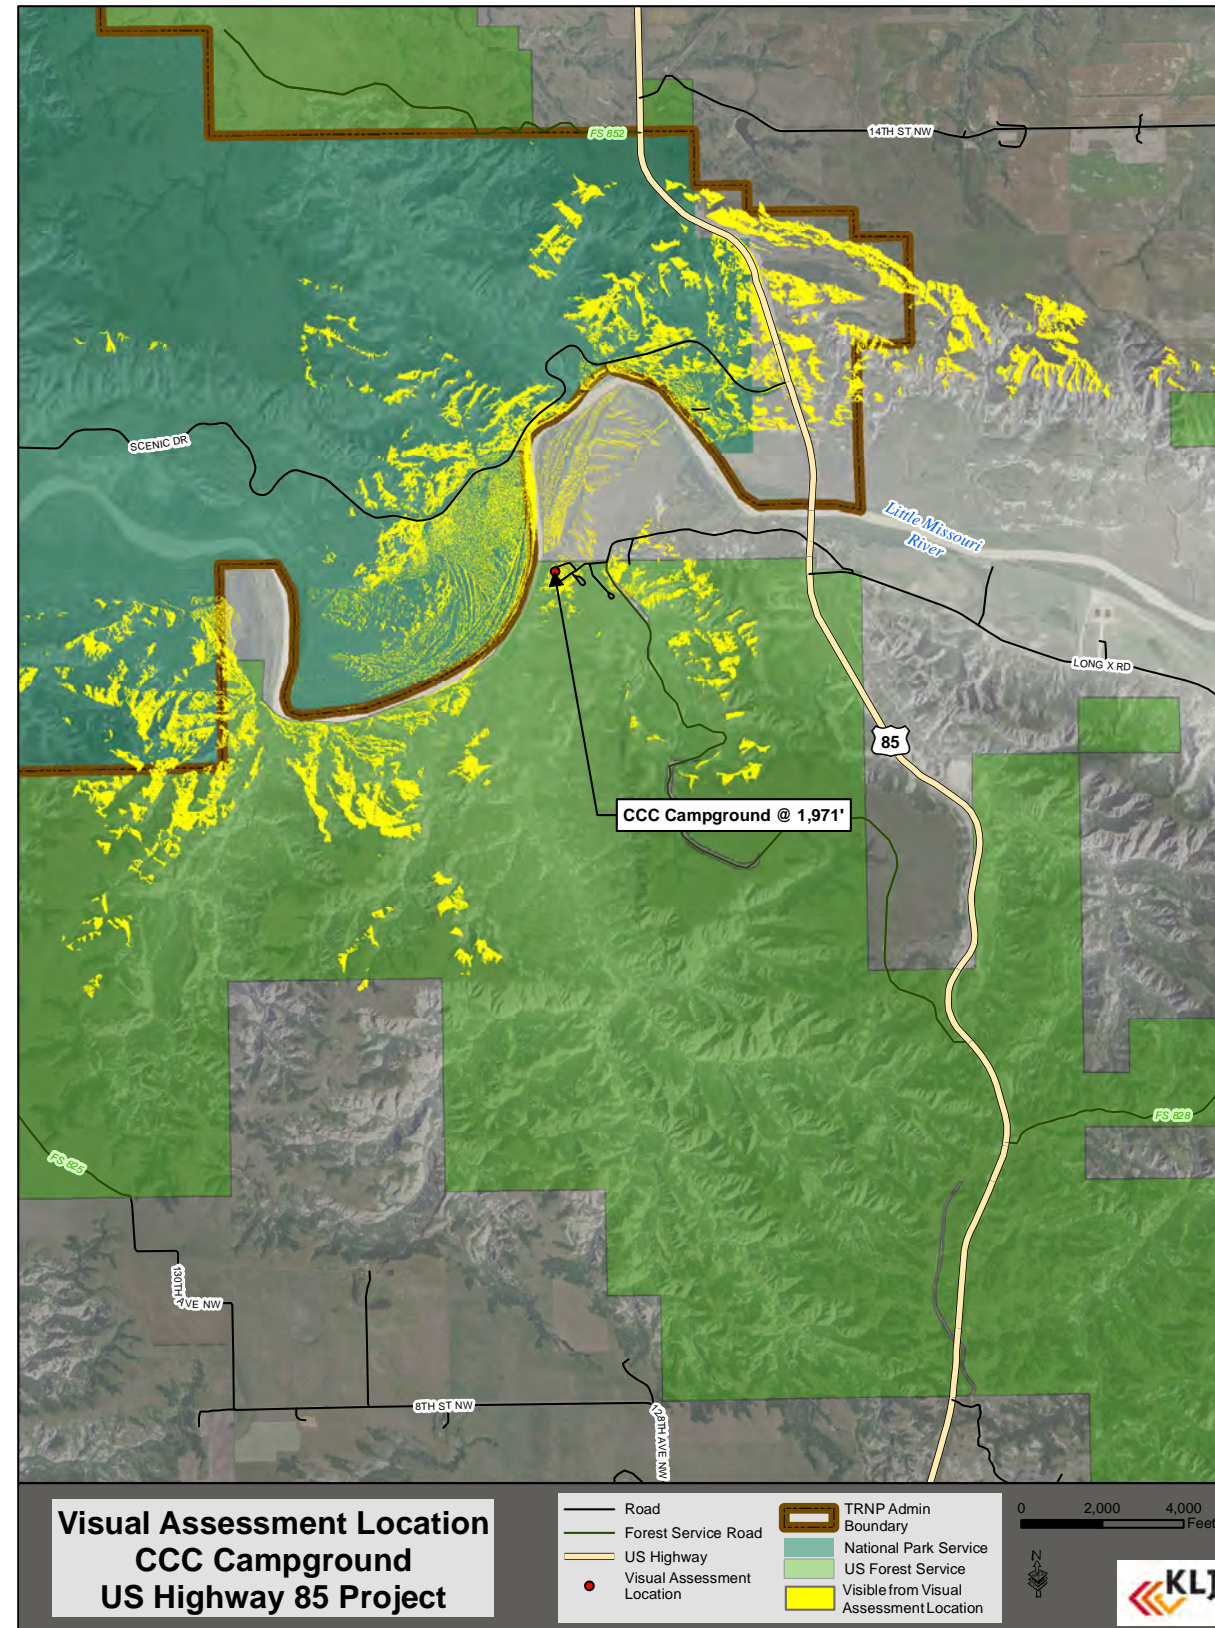 FS 852
14TH ST NW
SCENIC DR
Little Missouri
River
LONG X RD
85
CCC Campground @ 1,971'
FS 828
FS 825
130TH AVE NW
8TH ST NW
128TH AVE NW
Visual Assessment Location
CCC Campground
US Highway 85 Project
Road
Forest Service Road
US Highway
Visual Assessment
Location
TRNP Admin
Boundary
National Park Service
US Forest Service
Visible from Visual
Assessment Location
0 2,000 4,000
Feet
N
KLJ